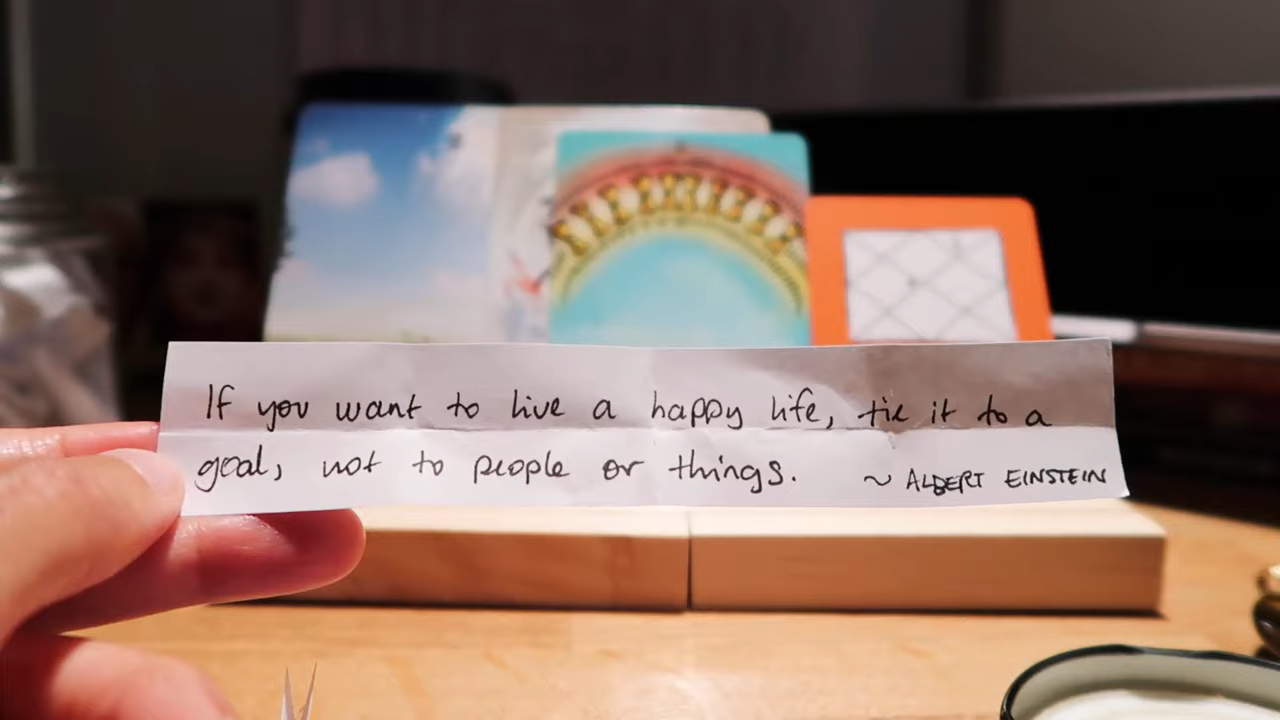 If you want to live a happy life, tie it to a
goal, not to people or things. ~ ALBERT EINSTEIN